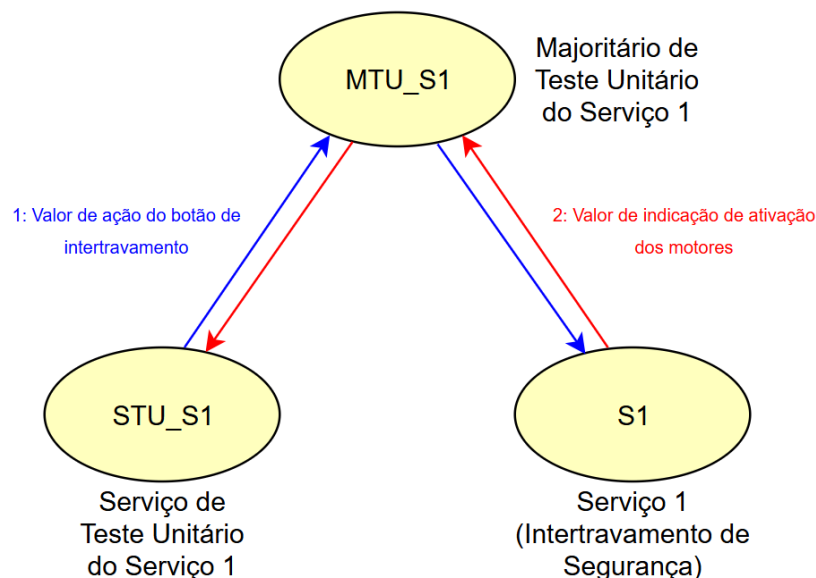 MTU_S1
Majoritário de
Teste Unitário
do Serviço 1
1: Valor de ação do botão de
intertravamento
2: Valor de indicação de ativação
dos motores
STU_S1
S1
Serviço de
Teste Unitário
do Serviço 1
Serviço 1
(Intertravamento de
Segurança)